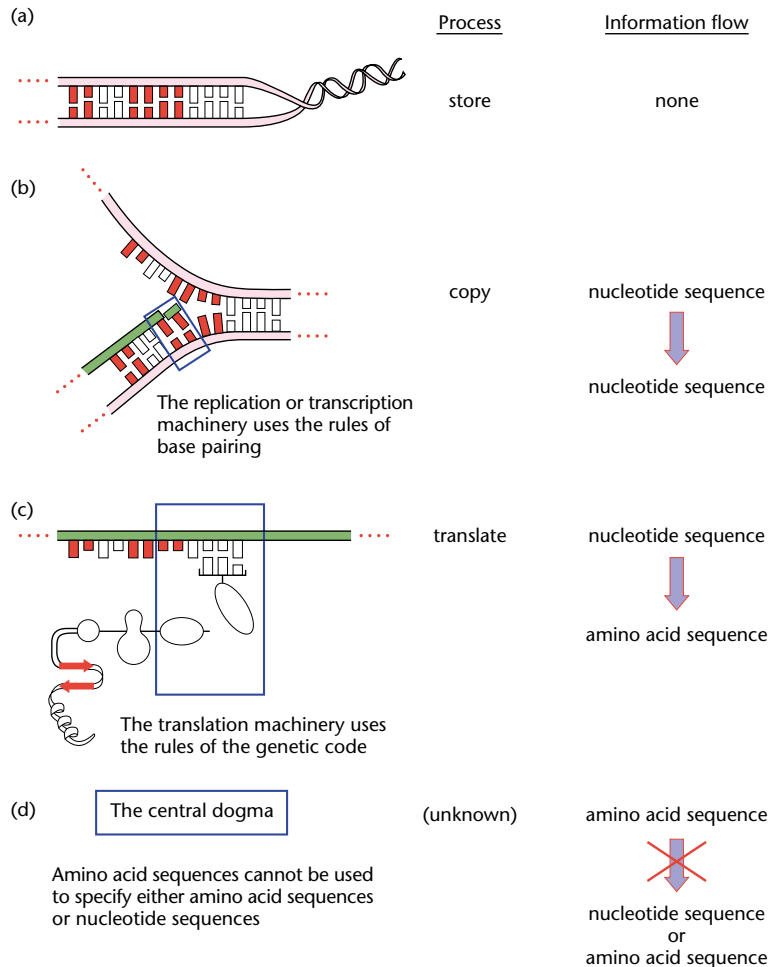 (a)
Process
Information flow
store
none
(b)
copy
nucleotide sequence
nucleotide sequence
The replication or transcription
machinery uses the rules of
base pairing
(c)
translate
nucleotide sequence
amino acid sequence
The translation machinery uses
the rules of the genetic code
(d)
The central dogma
(unknown)
amino acid sequence
Amino acid sequences cannot be used
to specify either amino acid sequences
or nucleotide sequences
nucleotide sequence
or
amino acid sequence